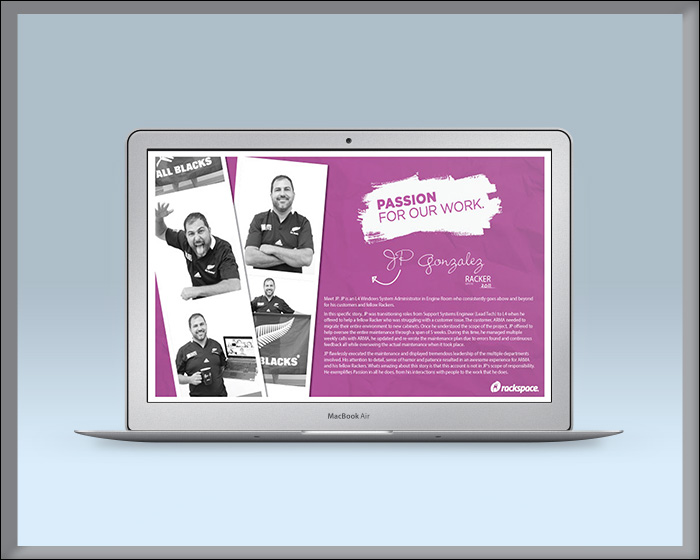 ALL BLACKS
BLACKS
PASSION
FOR OUR WORK.
JP Gonzalez
RACKER
Meet JP. JP is an L4 Windows System Administrator in Engine Room who consistently goes above and beyond
for his customers and fellow Rackers.
In this specific story, JP was transitioning roles from Support Systems Engineer (Lead Tech) to L4 when he
offered to help a fellow Racker who was struggling with a customer issue. The customer, ARMA, needed to
migrate their entire environment to new cabinets. Once he understood the scope of the project, JP offered to
help oversee the entire maintenance through a span of 5 weeks. During this time, he managed multiple
weekly calls with ARMA, he updated and re-wrote the maintenance plan due to errors found and continuous
feedback all while overseeing the actual maintenance when it took place.
JP flawlessly executed the maintenance and displayed tremendous leadership of the multiple departments
involved. His attention to detail, sense of humor and patience resulted in an awesome experience for ARMA
and his fellow Rackers. Whats amazing about this story is that this account is not in JP's scope of responsibility.
He exemplifies Passion in all he does, from his interactions with people to the work that he does.
rackspace.
MacBook Air